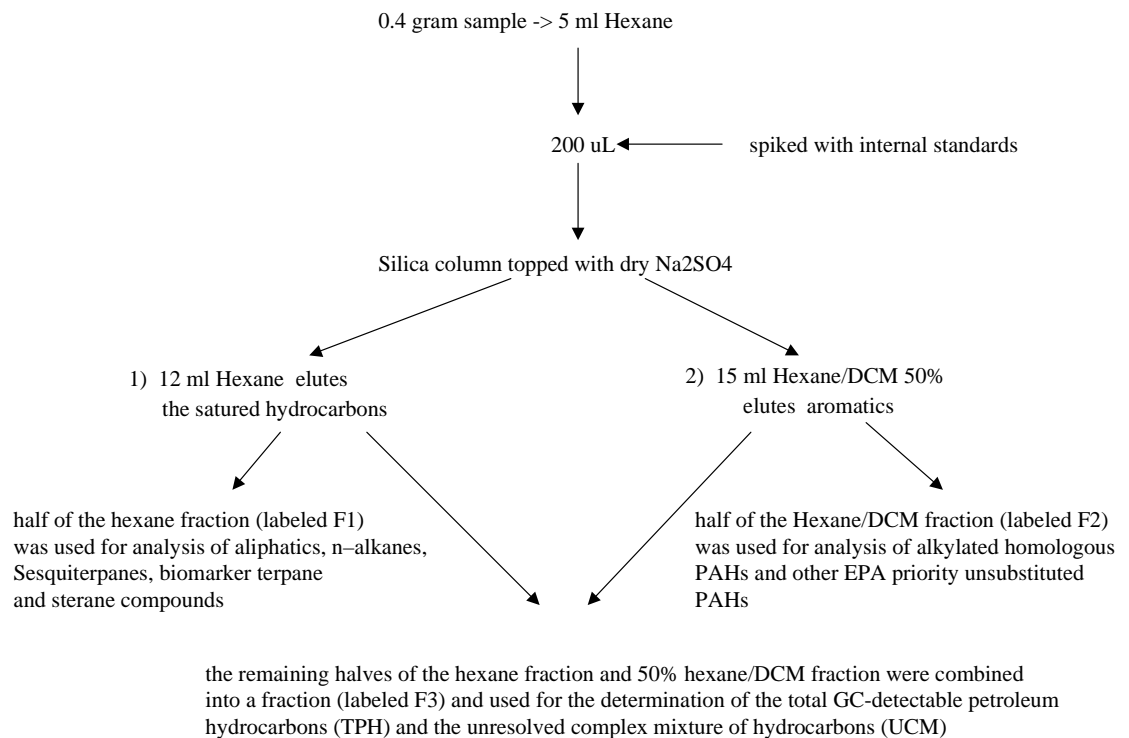 0.4 gram sample -> 5 ml Hexane
200 uL
spiked with internal standards
Silica column topped with dry Na2SO4
1) 12 ml Hexane elutes
the satured hydrocarbons
2) 15 ml Hexane/DCM 50%
elutes aromatics
half of the hexane fraction (labeled F1)
was used for analysis of aliphatics, n–alkanes,
Sesquiterpanes, biomarker terpane
and sterane compounds
half of the Hexane/DCM fraction (labeled F2)
was used for analysis of alkylated homologous
PAHs and other EPA priority unsubstituted
PAHs
the remaining halves of the hexane fraction and 50% hexane/DCM fraction were combined
into a fraction (labeled F3) and used for the determination of the total GC-detectable petroleum
hydrocarbons (TPH) and the unresolved complex mixture of hydrocarbons (UCM)